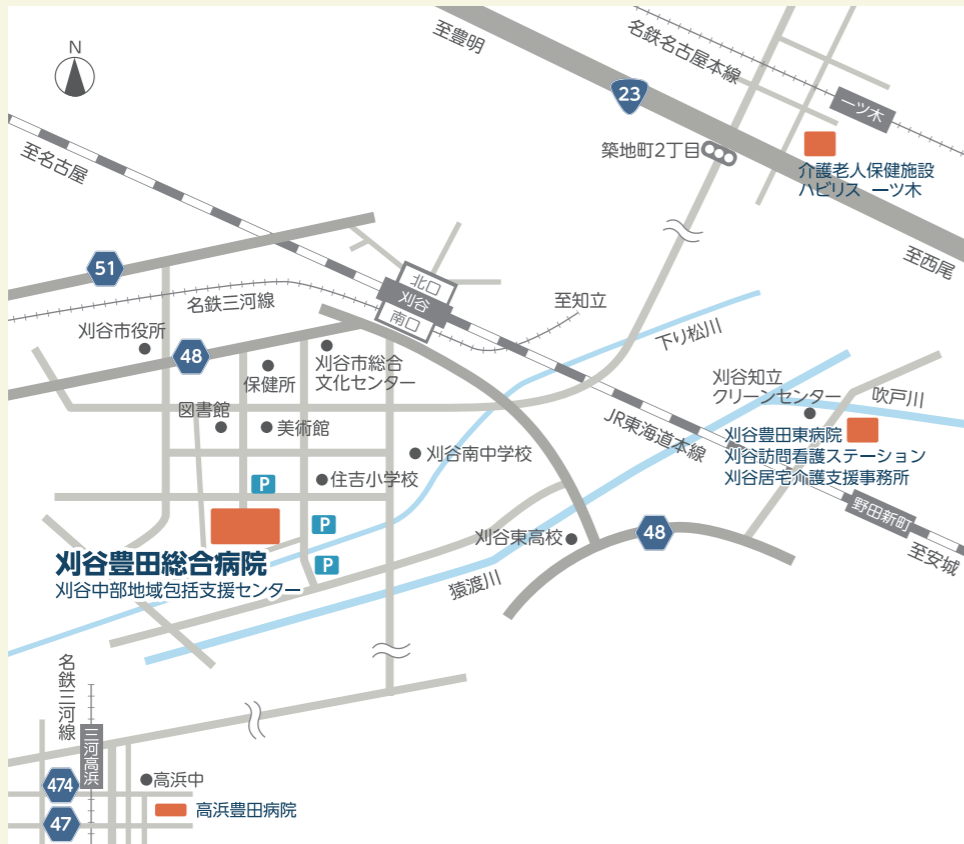 N
至豊明
名鉄名古屋本線
23
一ツ木
築地町2丁目
介護老人保健施設
ハビリス 一ツ木
至名古屋
至西尾
51
北口
刈谷
南口
名鉄三河線
至知立
刈谷市役所
48
保健所
刈谷市総合
文化センター
下り松川
刈谷知立
クリーンセンター
吹戸川
図書館
美術館
JR東海道本線
刈谷豊田東病院
刈谷訪問看護ステーション
刈谷居宅介護支援事務所
刈谷南中学校
住吉小学校
P
P
P
野田新町
至安城
刈谷東高校
48
刈谷豊田総合病院
刈谷中部地域包括支援センター
猿渡川
名鉄三河線
三河高浜
474
高浜中
47
高浜豊田病院